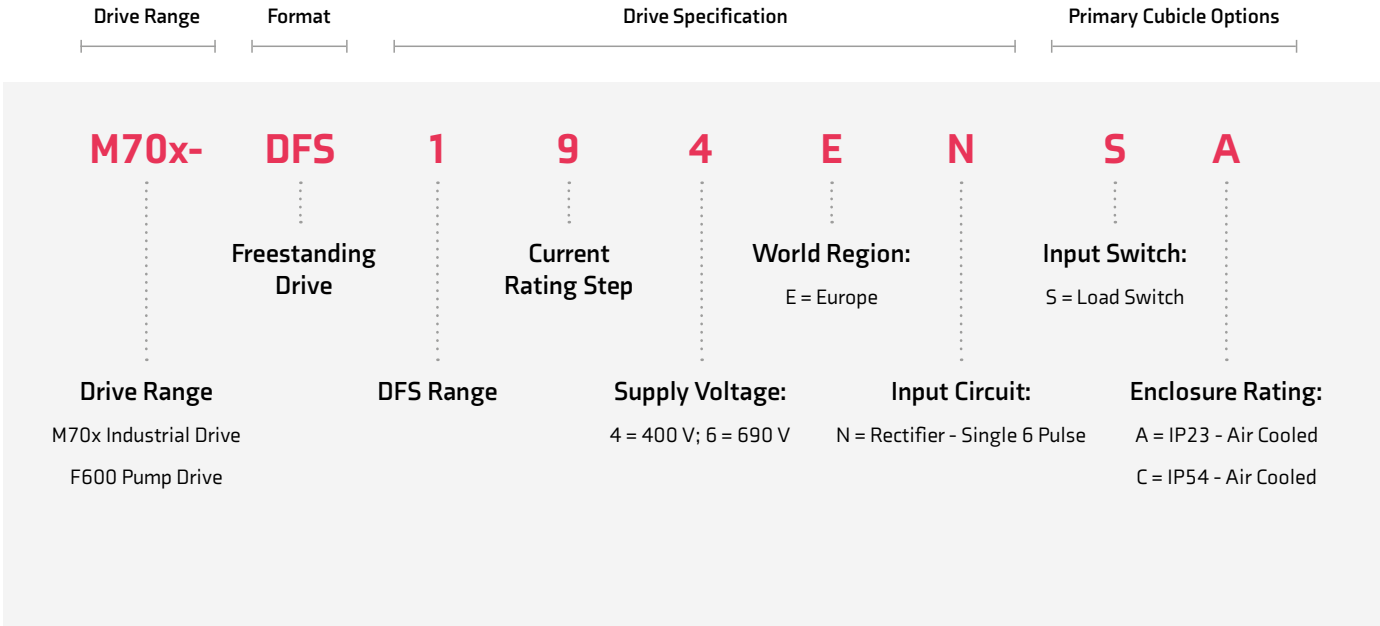 Drive Range
Format
Drive Specification
Primary Cubicle Options
M70x-
DFS
1
9
4
E
N
S
A
Freestanding
Drive
Current
Rating Step
World Region:
E = Europe
Input Switch:
S = Load Switch
Drive Range
M70x Industrial Drive
F600 Pump Drive
DFS Range
Supply Voltage:
4 = 400 V; 6 = 690 V
Input Circuit:
N = Rectifier - Single 6 Pulse
Enclosure Rating:
A = IP23 - Air Cooled
C = IP54 - Air Cooled